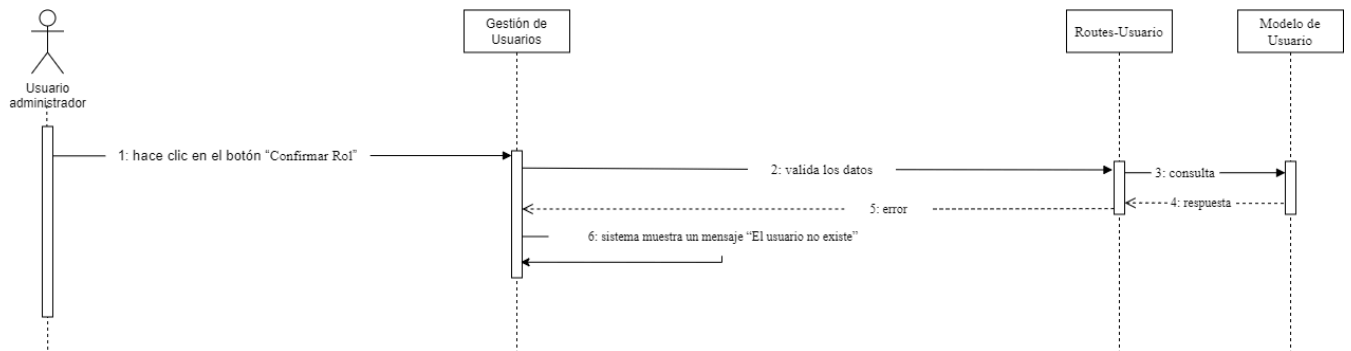 Gestión de
Usuarios
Routes-Usuario
Modelo de
Usuario
Usuario
administrador
1: hace clic en el botón “Confirmar Rol”
2: valida los datos
3: consulta
4: respuesta
5: error
6: sistema muestra un mensaje “El usuario no existe”